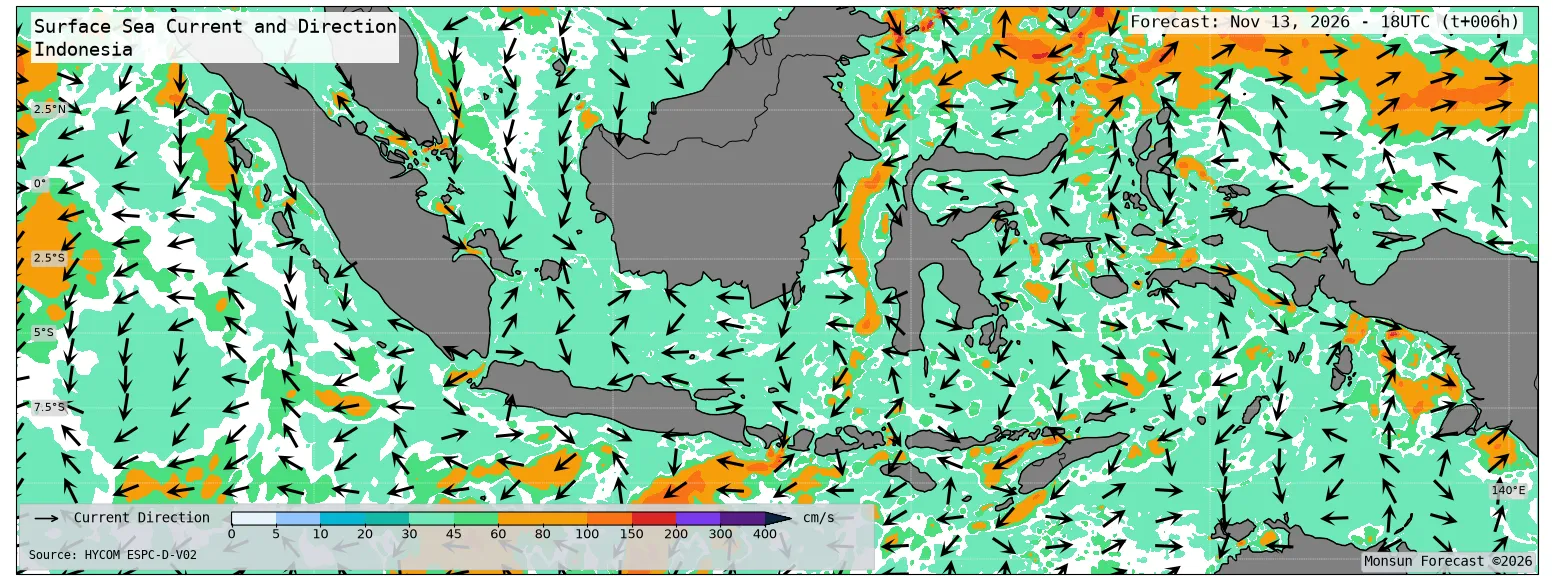 Surface Sea Current and Direction
Indonesia
Forecast: Nov 13, 2026 - 18UTC (t+006h)
2.5°N
0°
2.5°S
5°S
7.5°S
140°E
Current Direction
0 5 10 20 30 45 60 80 100 150 200 300 400
cm/s
Source: HYCOM ESPC-D-V02
Monsun Forecast ©2026